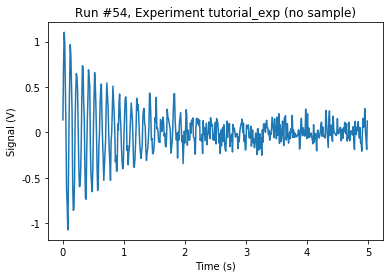 Run #54, Experiment tutorial_exp (no sample)
Signal (V)
1
0.5
0
-0.5
-1
0 1 2 3 4 5
Time (s)